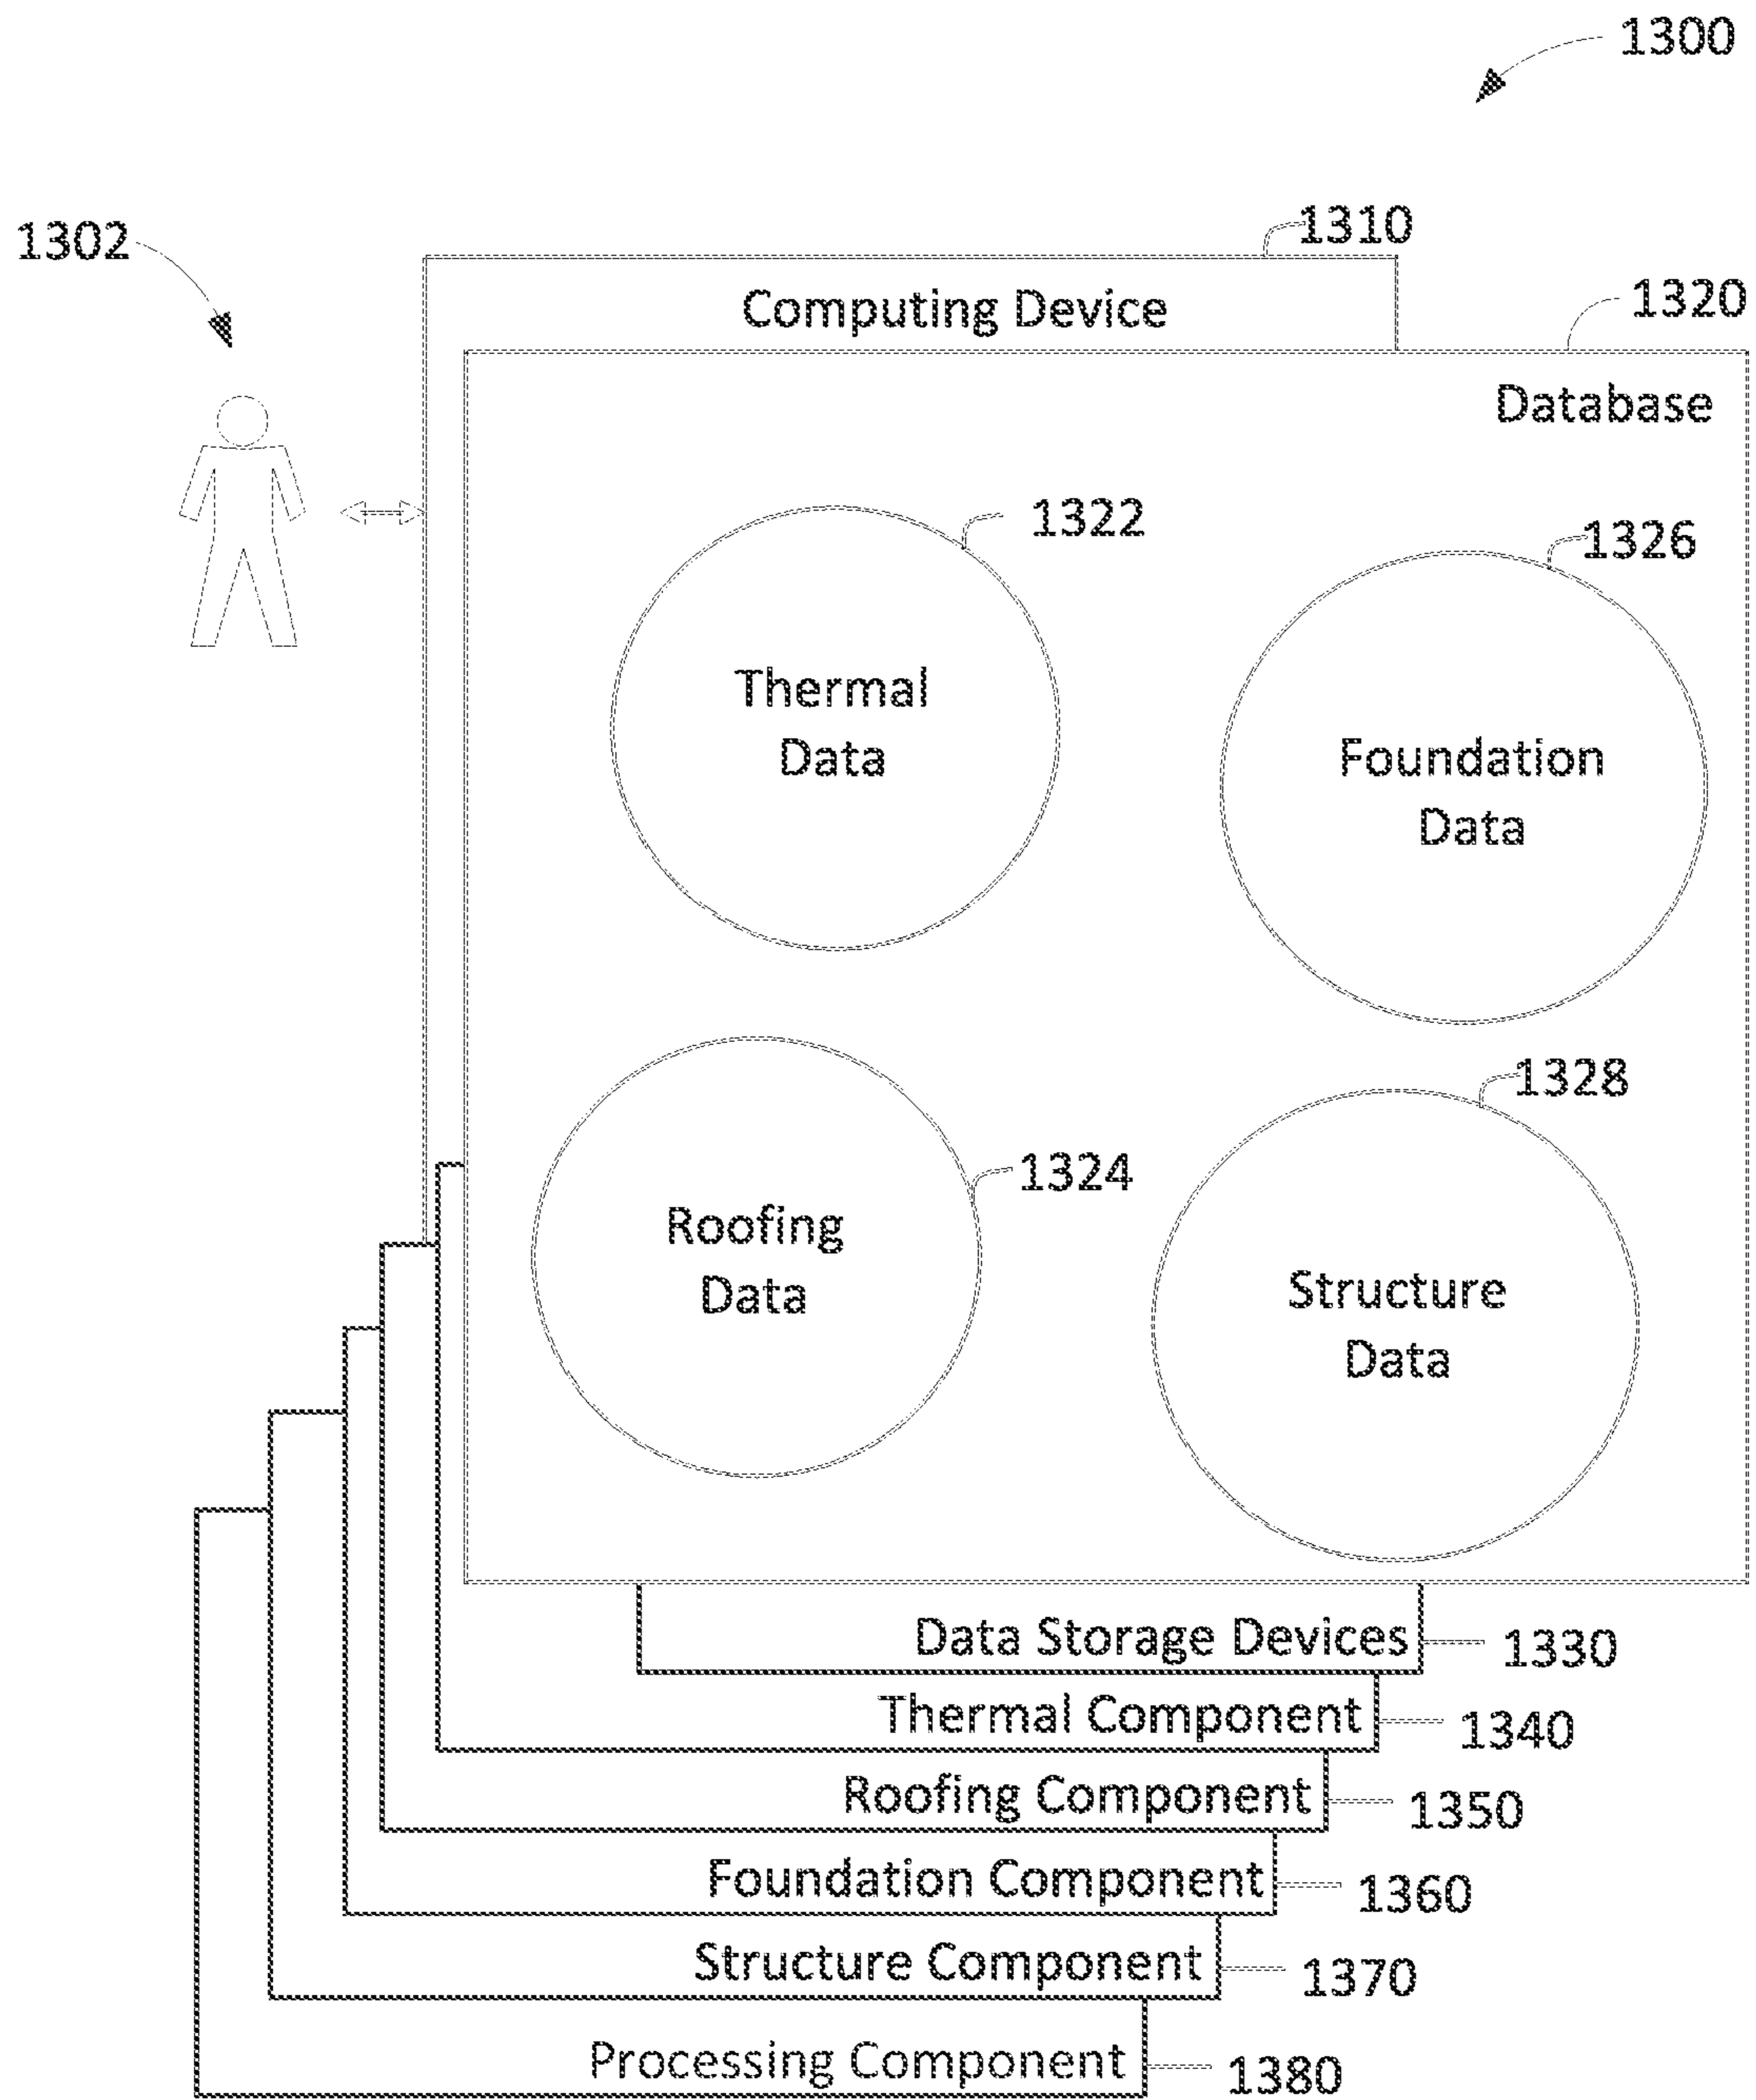 1300
1302
1310
Computing Device
1320
Database
1322
1326
Thermal
Data
Foundation
Data
1328
1324
Roofing
Data
Structure
Data
Data Storage Devices
1330
Thermal Component
1340
Roofing Component
1350
Foundation Component
1360
Structure Component
1370
Processing Component
1380